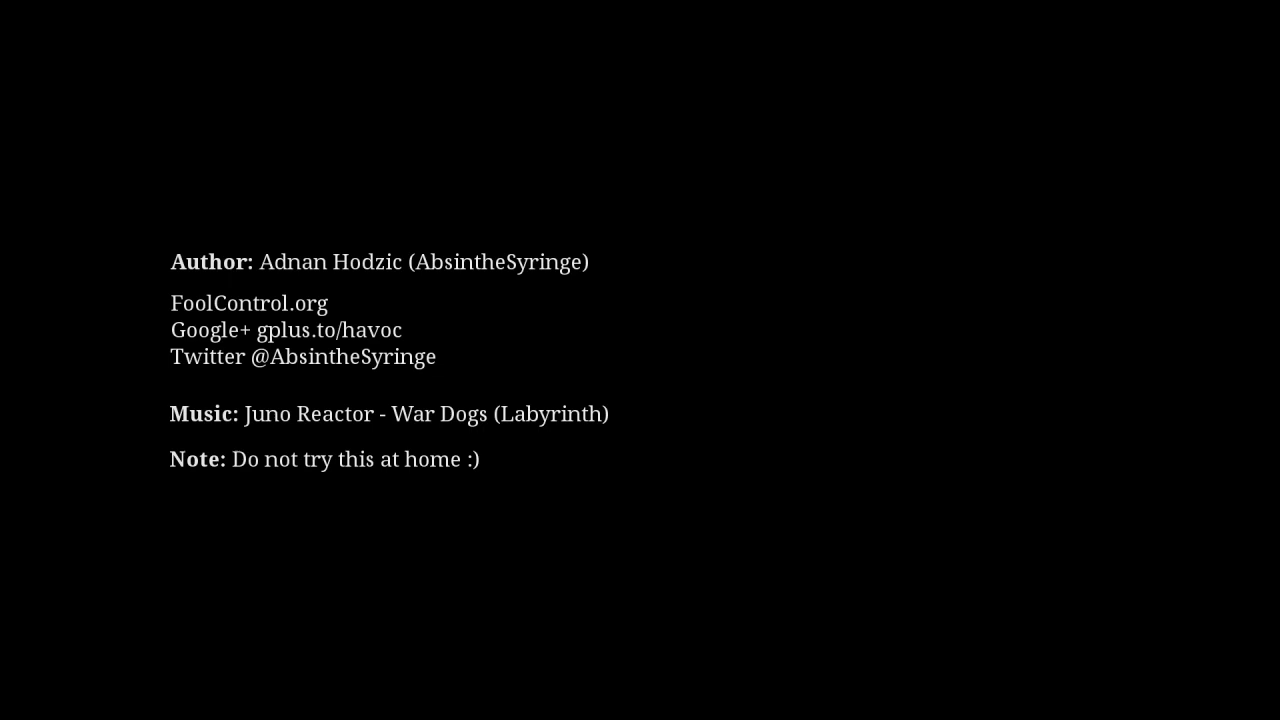 Author: Adnan Hodzic (AbsintheSyringe)
FoolControl.org
Google+ gplus.to/havoc
Twitter @AbsintheSyringe
Music: Juno Reactor - War Dogs (Labyrinth)
Note: Do not try this at home :)